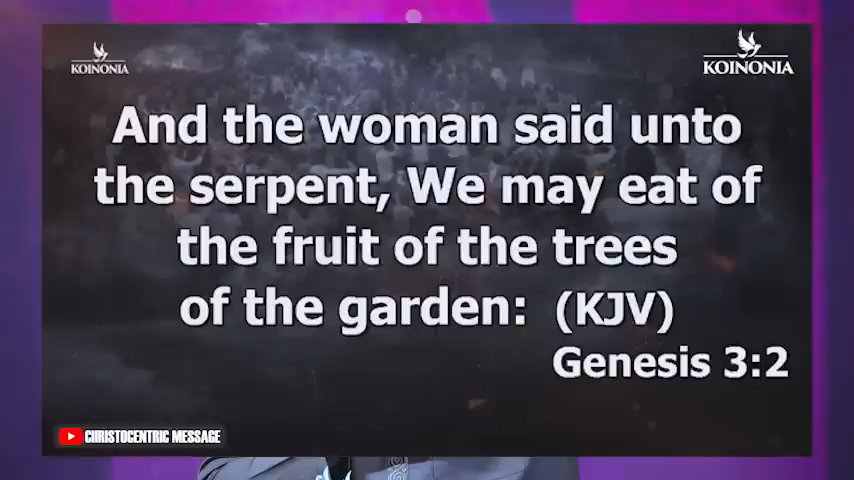 KOINONIA
KOINONIA
And the woman said unto
the serpent, We may eat of
the fruit of the trees
of the garden: (KJV)
Genesis 3:2
CHRISTOCENTRIC MESSAGE